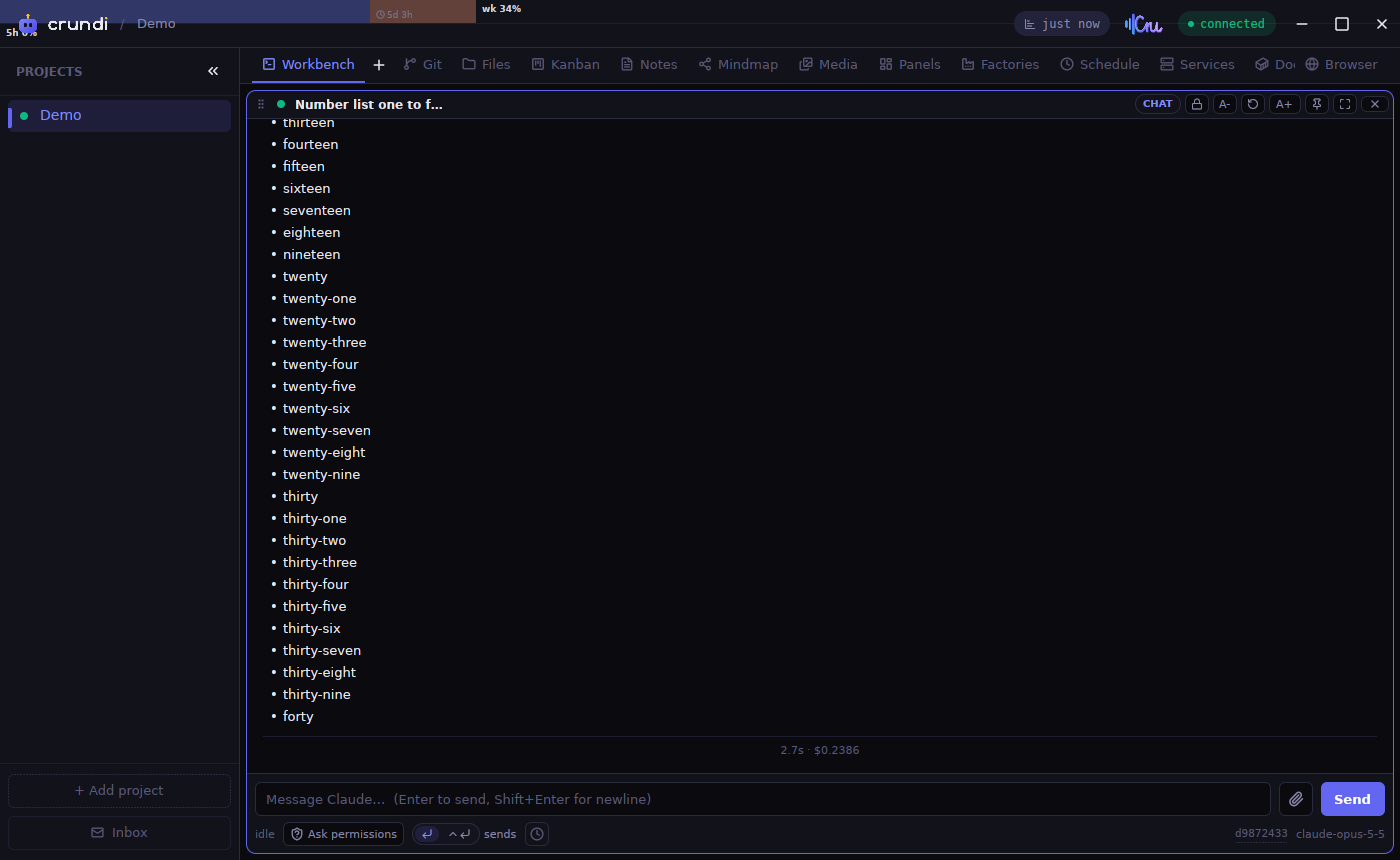 5d 3h
wk 34%
crundi / Demo
just now
Cru
connected
PROJECTS
Workbench
Git
Files
Kanban
Notes
Mindmap
Media
Panels
Factories
Schedule
Services
Browser
Demo
Number list one to f...
CHAT
A-
A+
thirteen
• fourteen
• fifteen
• sixteen
• seventeen
• eighteen
• nineteen
• twenty
• twenty-one
• twenty-two
• twenty-three
• twenty-four
• twenty-five
• twenty-six
• twenty-seven
• twenty-eight
• twenty-nine
• thirty
• thirty-one
• thirty-two
• thirty-three
• thirty-four
• thirty-five
• thirty-six
• thirty-seven
• thirty-eight
• thirty-nine
• forty
2.7s · $0.2386
+ Add project
Inbox
Message Claude... (Enter to send, Shift+Enter for newline)
Send
idle
Ask permissions
sends
d9872433
claude-opus-5-5